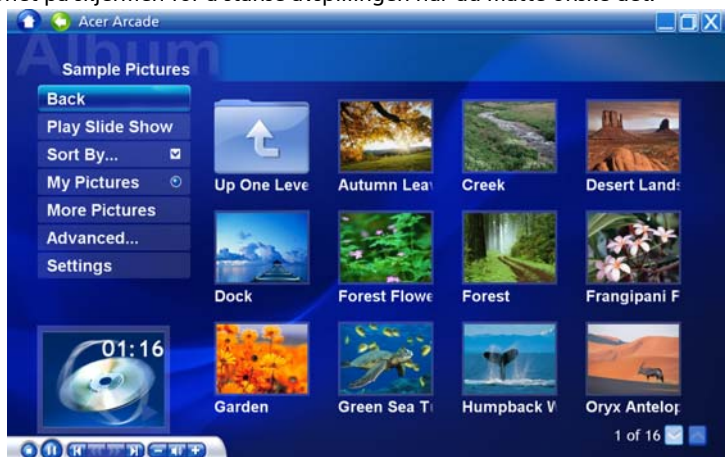 Acer Arcade
Album
Sample Pictures
Back
Play Slide Show
Sort By...
My Pictures
More Pictures
Advanced...
Settings
01:16
Up One Leve
Autumn Lea
Creek
Desert Land
Dock
Forest Flowe
Forest
Frangipani F
Garden
Green Sea T
Humpback W
Oryx Antelop
1 of 16